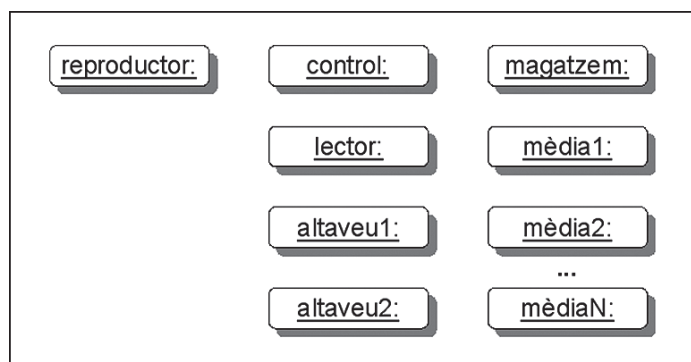 reproductor:
control:
magatzem:
lector:
mèdia1:
altaveu1:
mèdia2:
...
altaveu2:
mèdiaN: